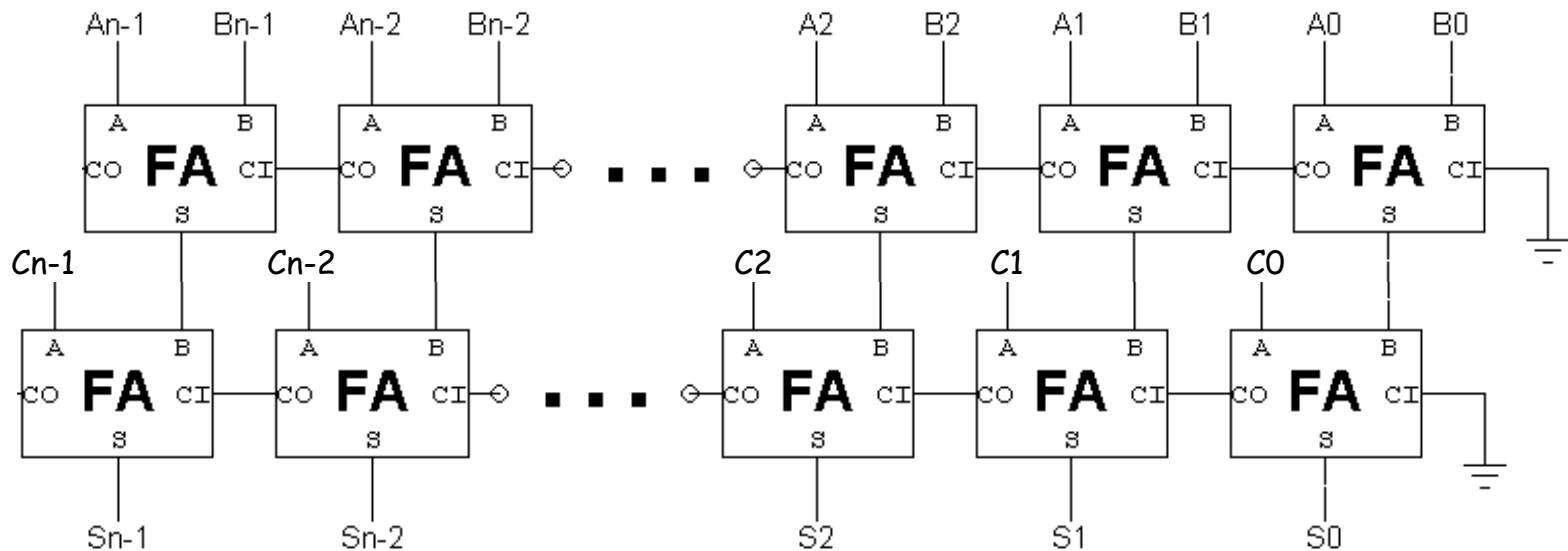 An-1 Bn-1 An-2 Bn-2 A2 B2 A1 B1 A0 B0
A B A B A B A B A B
CO FA CI CO FA CI ... CO FA CI CO FA CI CO FA CI
S S S S S
Cn-1 Cn-2 C2 C1 C0
A B A B A B A B A B
CO FA CI CO FA CI ... CO FA CI CO FA CI CO FA CI
S S S S S
Sn-1 Sn-2 S2 S1 S0